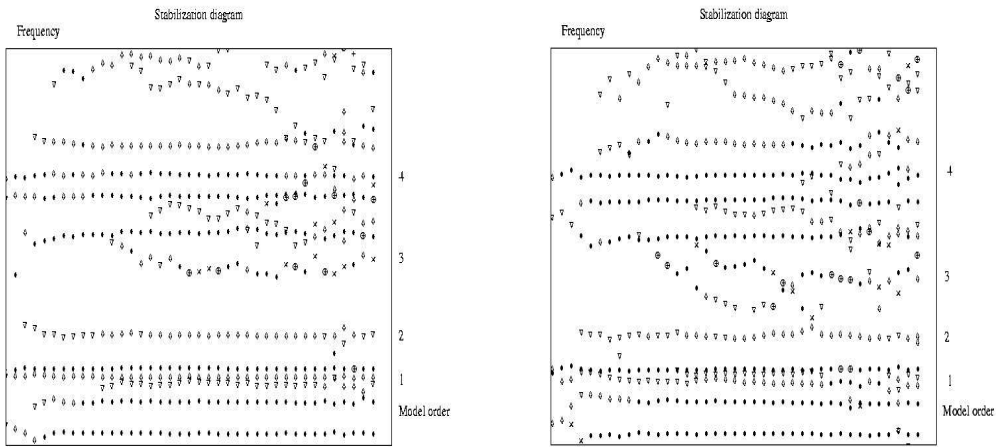 Stabilization diagram
Frequency
4
3
2
1
Model order
Stabilization diagram
Frequency
4
3
2
1
Model order